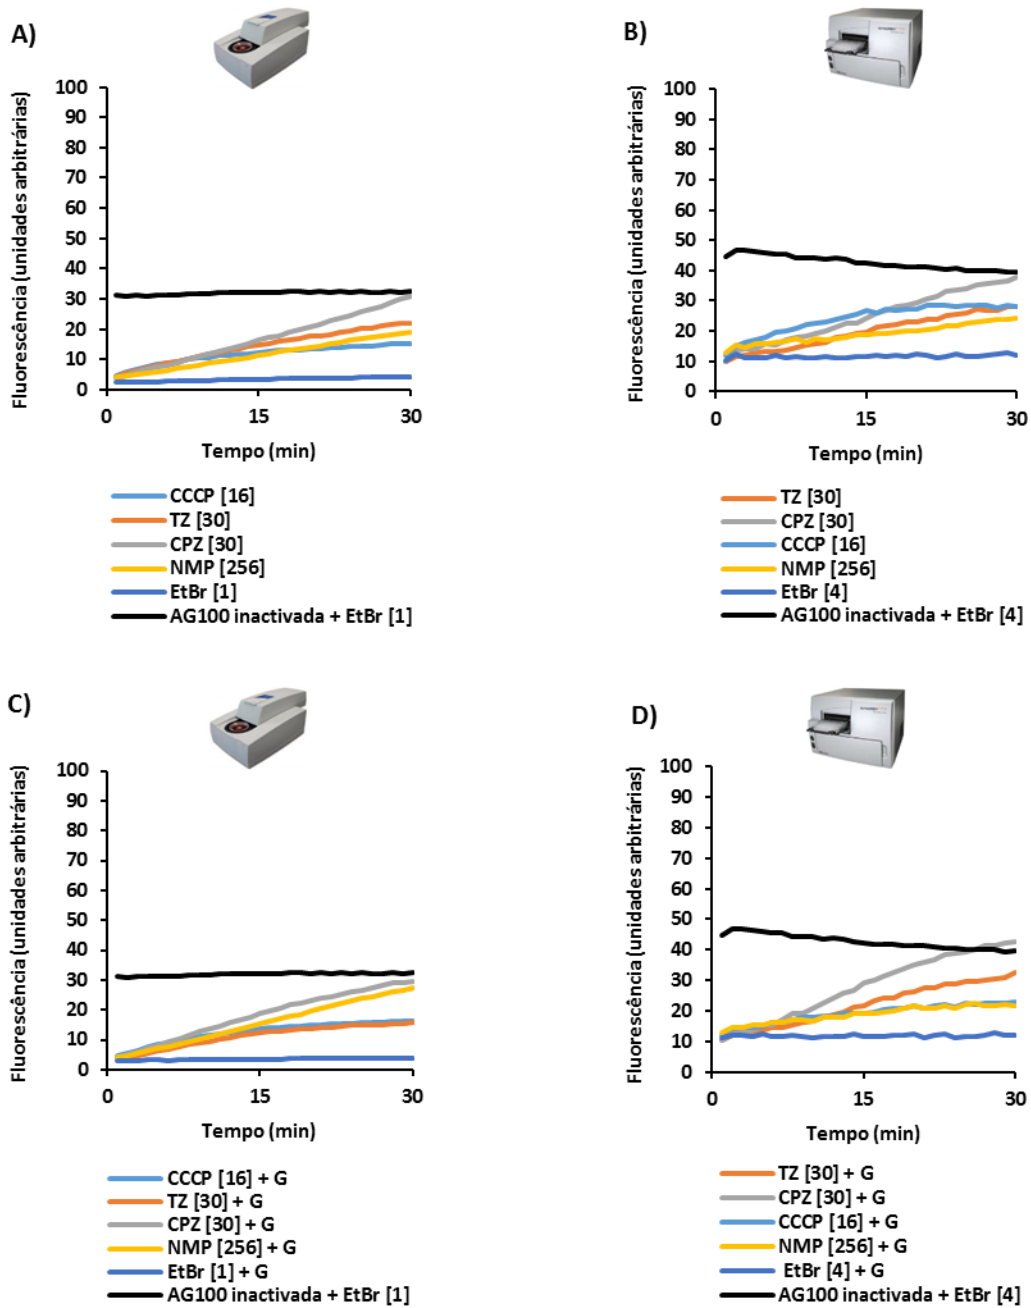 A)
Fluorescência (unidades arbitrárias)
100
90
80
70
60
50
40
30
20
10
0
0 15 30
Tempo (min)
CCCP [16]
TZ [30]
CPZ [30]
NMP [256]
EtBr [1]
AG100 inactivada + EtBr [1]
B)
Fluorescência (unidades arbitrárias)
100
90
80
70
60
50
40
30
20
10
0
0 15 30
Tempo (min)
TZ [30]
CPZ [30]
CCCP [16]
NMP [256]
EtBr [4]
AG100 inactivada + EtBr [4]
C)
Fluorescência (unidades arbitrárias)
100
90
80
70
60
50
40
30
20
10
0
0 15 30
Tempo (min)
CCCP [16] + G
TZ [30] + G
CPZ [30] + G
NMP [256] + G
EtBr [1] + G
AG100 inactivada + EtBr [1]
D)
Fluorescência (unidades arbitrárias)
100
90
80
70
60
50
40
30
20
10
0
0 15 30
Tempo (min)
TZ [30] + G
CPZ [30] + G
CCCP [16] + G
NMP [256] + G
EtBr [4] + G
AG100 inactivada + EtBr [4]